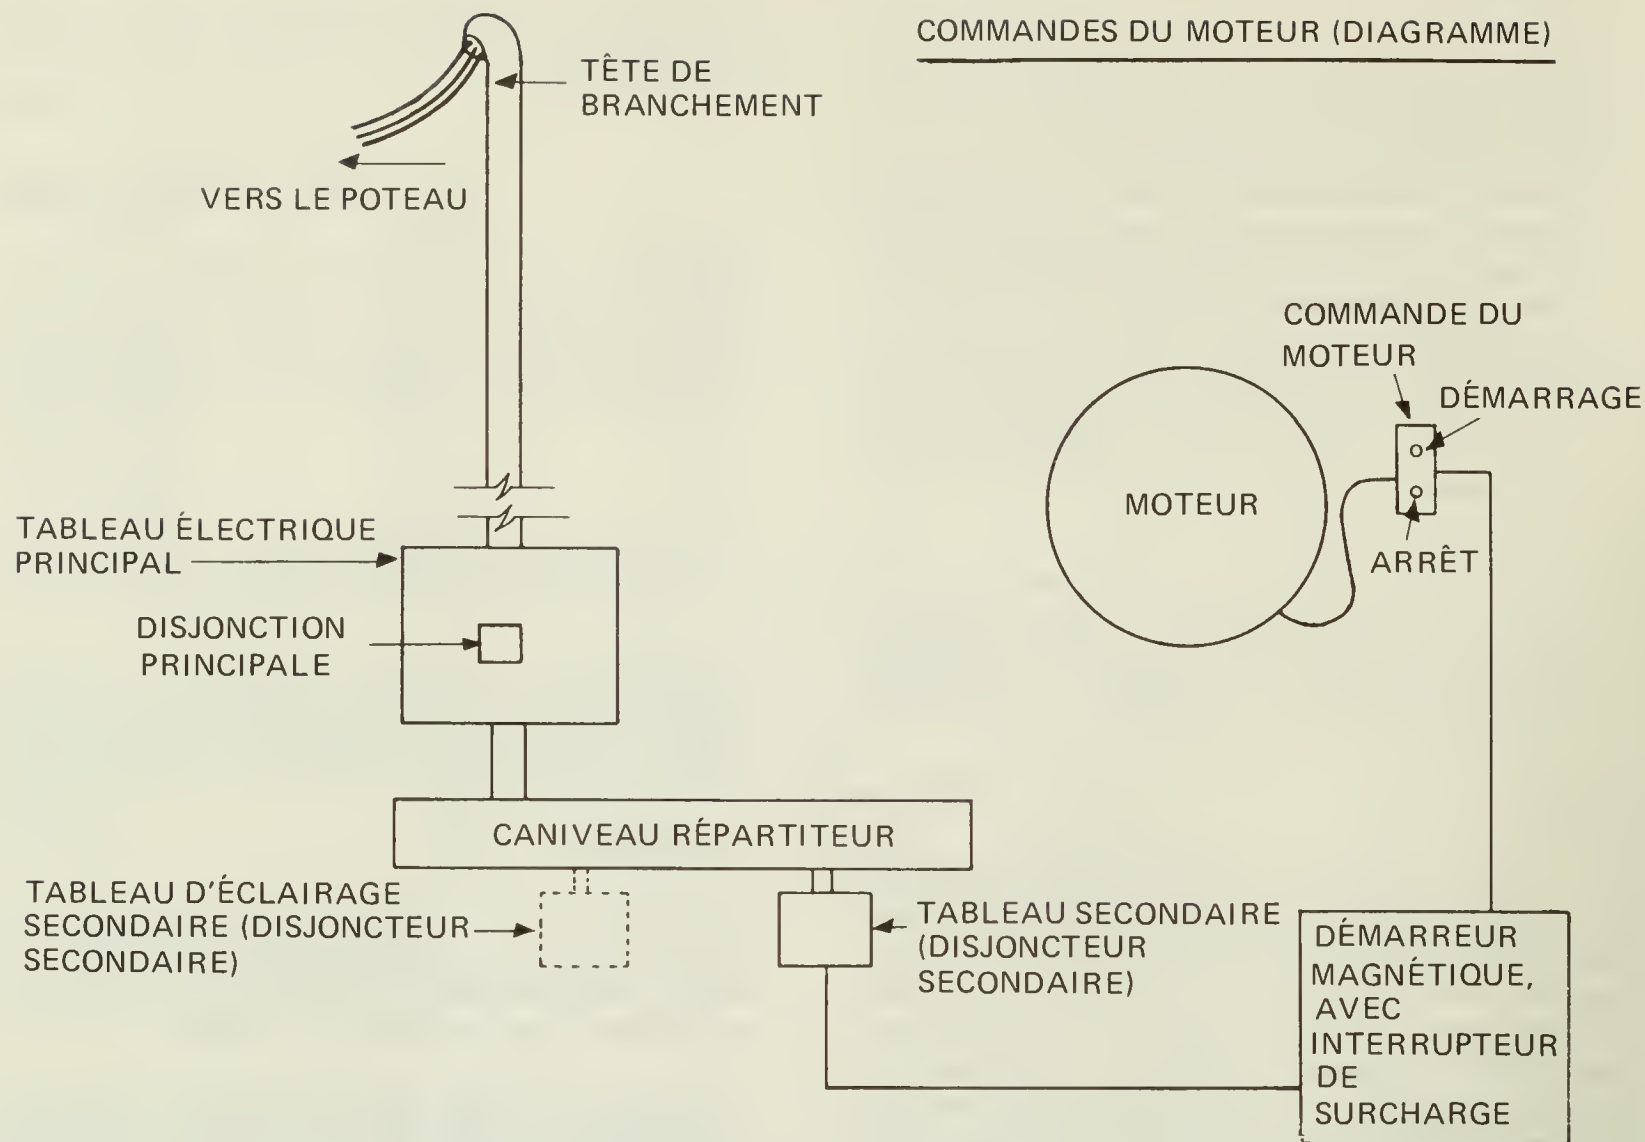 COMMANDES DU MOTEUR (DIAGRAMME)
TÊTE DE
BRANCHEMENT
VERS LE POTEAU
COMMANDE DU
MOTEUR
DÉMARRAGE
MOTEUR
ARRÊT
TABLEAU ÉLECTRIQUE
PRINCIPAL
DISJONCTION
PRINCIPALE
CANIVEAU RÉPARTITEUR
TABLEAU D'ÉCLAIRAGE
SECONDAIRE (DISJONCTEUR
SECONDAIRE)
TABLEAU SECONDAIRE
(DISJONCTEUR
SECONDAIRE)
DÉMARREUR
MAGNÉTIQUE,
AVEC
INTERRUPTEUR
DE
SURCHARGE